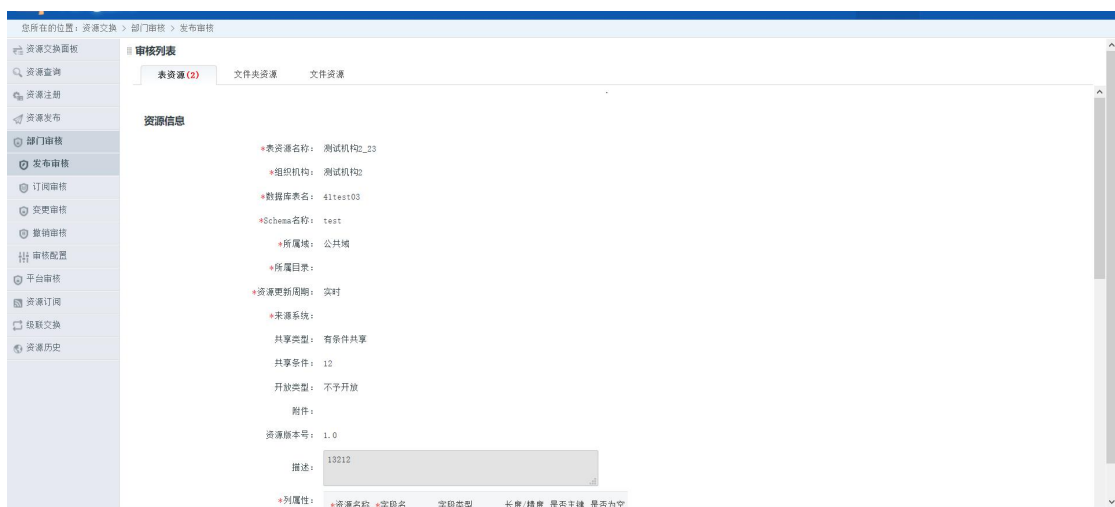 您所在的位置：资源交换 > 部门审核 > 发布审核
资源交换面板
资源查询
资源注册
资源发布
部门审核
发布审核
订阅审核
变更审核
撤销审核
审核配置
平台审核
资源订阅
级联交换
资源历史
审核列表
表资源(2) 文件夹资源 文件资源
资源信息
*表资源名称： 测试机构2_23
*组织机构： 测试机构2
*数据库表名： 41test03
*Schema名称： test
*所属域： 公共域
*所属目录：
*资源更新周期： 实时
*来源系统：
共享类型： 有条件共享
共享条件： 12
开放类型： 不予开放
附件：
资源版本号： 1.0
描述： 13212
*列属性： *资源名称 *字段名 字段类型 长度/精度 是否主键 是否为空